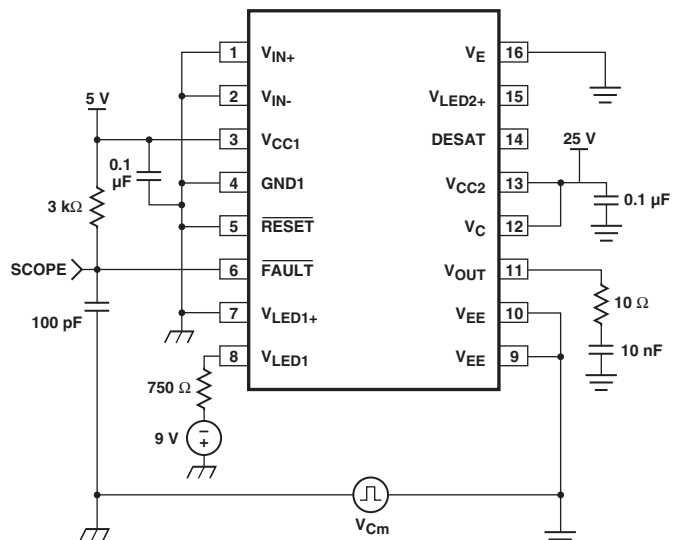 1 V_IN+
2 V_IN-
3 V_CC1
4 GND1
5 RESET
6 FAULT
7 V_LED1+
8 V_LED1
V_E 16
V_LED2+ 15
DESAT 14
V_CC2 13
V_C 12
V_OUT 11
V_EE 10
V_EE 9
5 V
0.1
µF
3 kΩ
SCOPE
100 pF
750 Ω
9 V
−
+
25 V
0.1 µF
10 Ω
10 nF
V_Cm